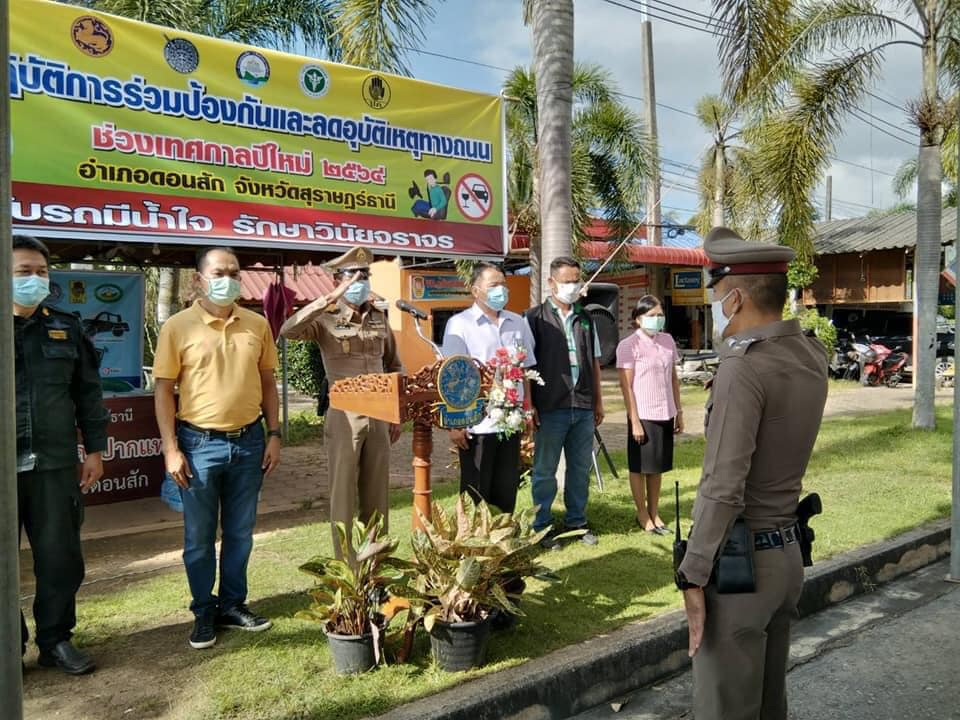 ฏิบัติการร่วมป้องกันและลดอุบัติเหตุทางถนน
ช่วงเทศกาลปีใหม่ ๒๕๖๔
อำเภอดอนสัก จังหวัดสุราษฎร์ธานี
ับรถมีน้ำใจ รักษาวินัยจราจร
ปากแพ
ดอนสัก